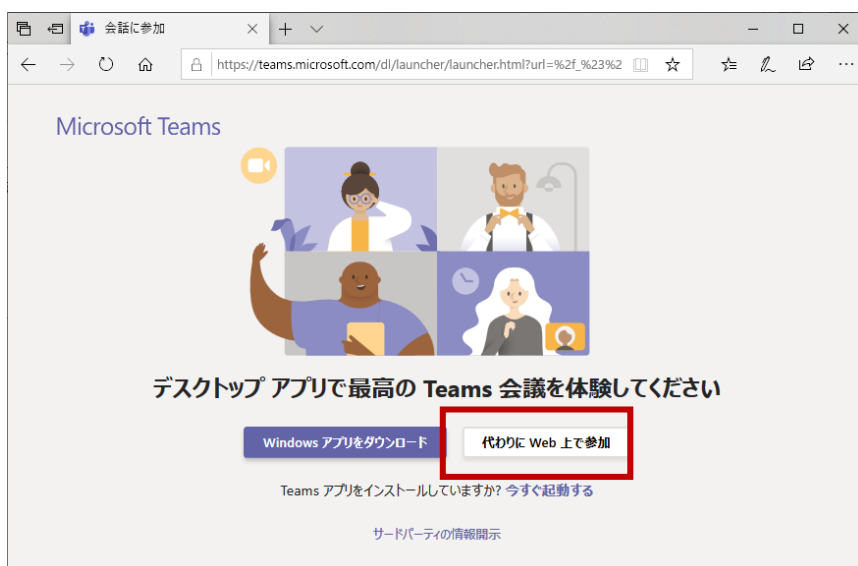 会話に参加
https://teams.microsoft.com/dl/launcher/launcher.html?url=%2f_%23%2
Microsoft Teams
デスクトップ アプリで最高の Teams 会議を体験してください
Windows アプリをダウンロード
代わりに Web 上で参加
Teams アプリをインストールしていますか? 今すぐ起動する
サードパーティの情報開示